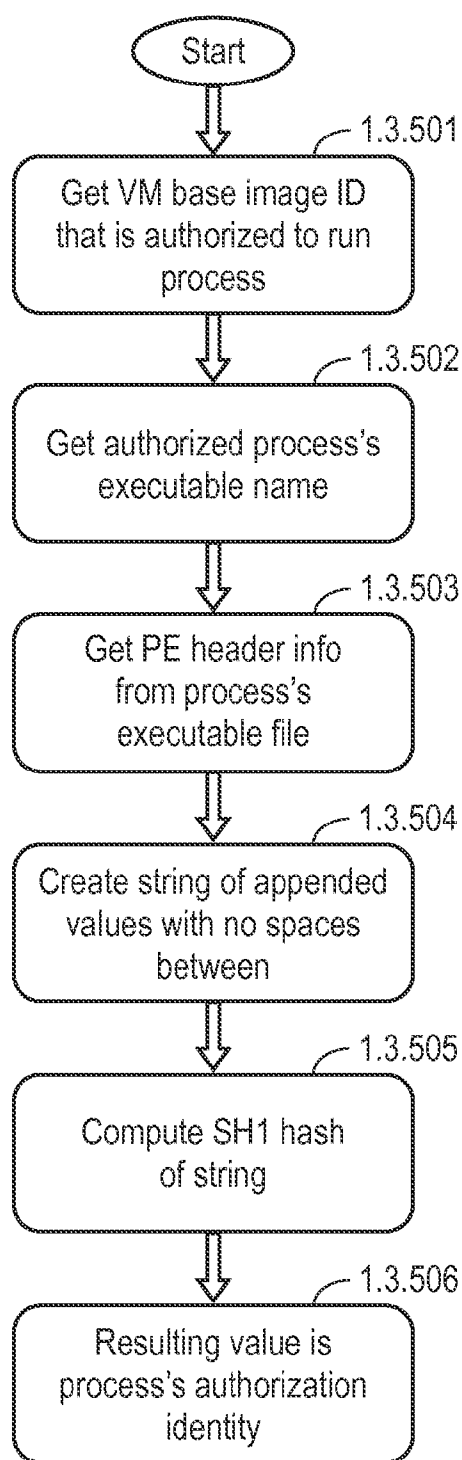 Start
1.3.501
Get VM base image ID
that is authorized to run
process
1.3.502
Get authorized process's
executable name
1.3.503
Get PE header info
from process's
executable file
1.3.504
Create string of appended
values with no spaces
between
1.3.505
Compute SH1 hash
of string
1.3.506
Resulting value is
process's authorization
identity